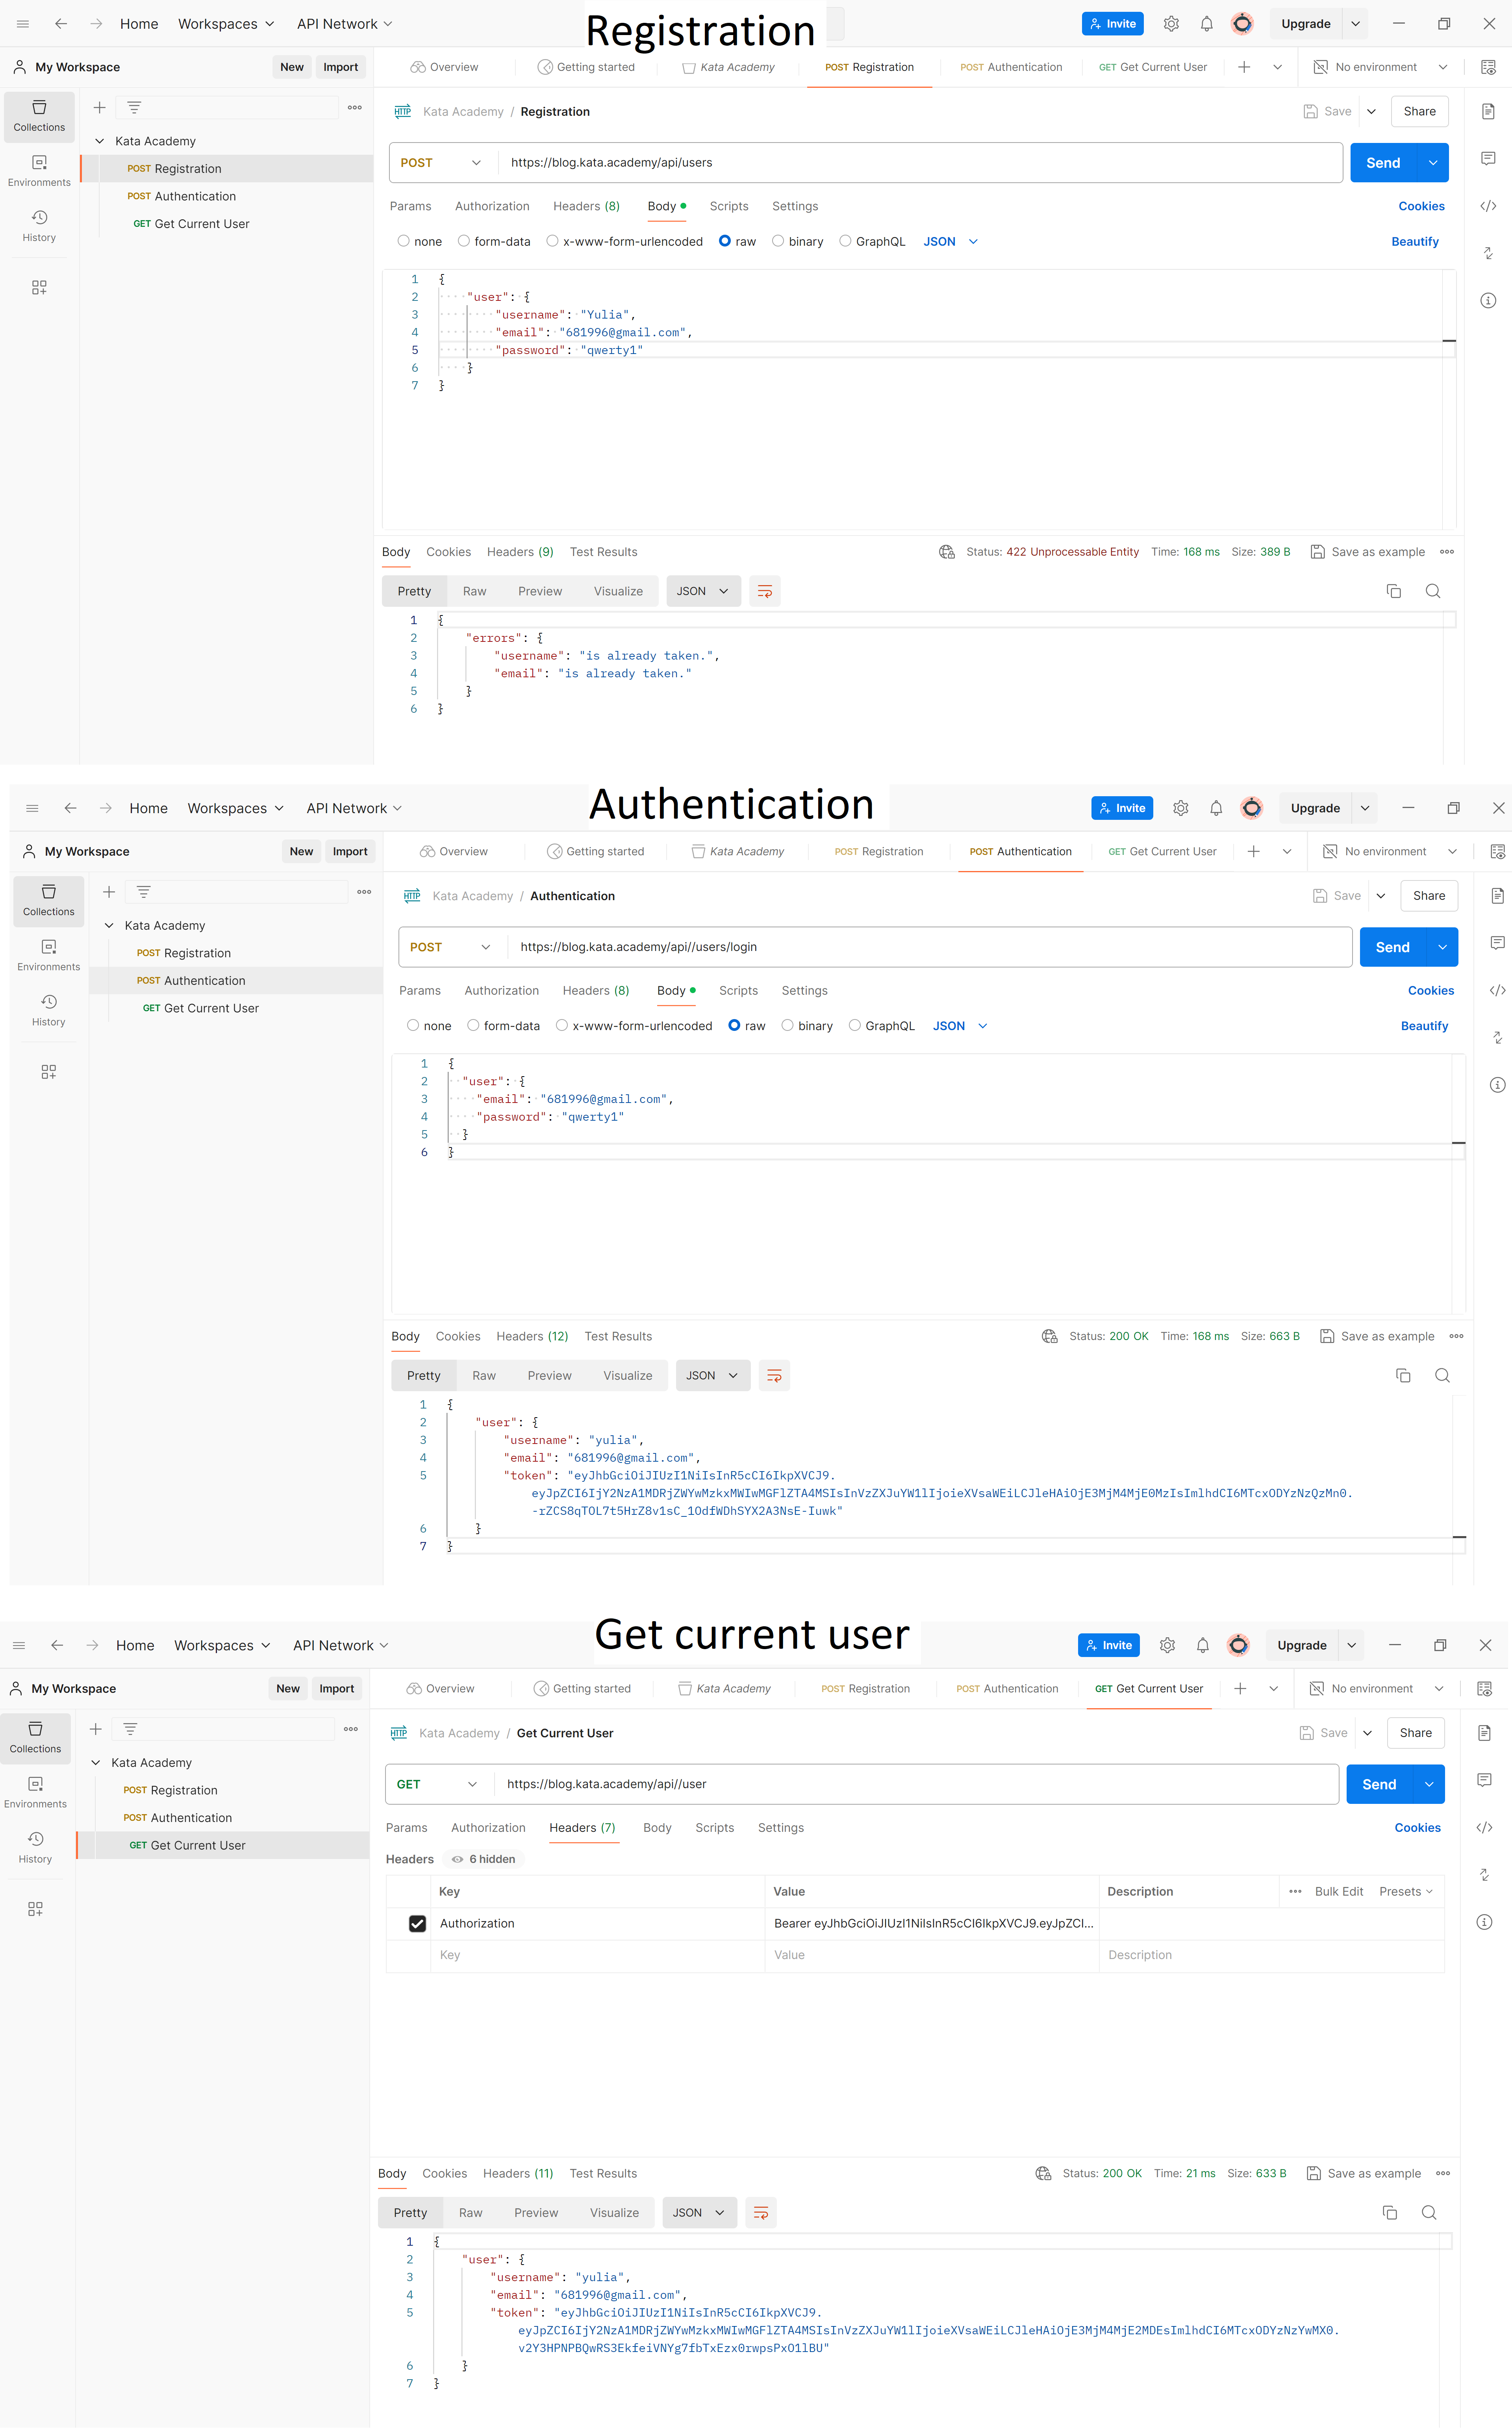 Registration
Home Workspaces API Network Invite Upgrade
My Workspace New Import Overview Getting started Kata Academy POST Registration POST Authentication GET Get Current User No environment
Collections
Environments
History
Kata Academy
POST Registration
POST Authentication
GET Get Current User
HTTP Kata Academy / Registration Save Share
POST https://blog.kata.academy/api/users Send
Params Authorization Headers (8) Body Scripts Settings Cookies
none form-data x-www-form-urlencoded raw binary GraphQL JSON Beautify
1 {
2 "user": {
3 "username": "Yulia",
4 "email": "681996@gmail.com",
5 "password": "qwerty1"
6 }
7 }
Body Cookies Headers (9) Test Results Status: 422 Unprocessable Entity Time: 168 ms Size: 389 B Save as example
Pretty Raw Preview Visualize JSON
1 {
2 "errors": {
3 "username": "is already taken.",
4 "email": "is already taken."
5 }
6 }
Authentication
Home Workspaces API Network Invite Upgrade
My Workspace New Import Overview Getting started Kata Academy POST Registration POST Authentication GET Get Current User No environment
Collections
Environments
History
Kata Academy
POST Registration
POST Authentication
GET Get Current User
HTTP Kata Academy / Authentication Save Share
POST https://blog.kata.academy/api//users/login Send
Params Authorization Headers (8) Body Scripts Settings Cookies
none form-data x-www-form-urlencoded raw binary GraphQL JSON Beautify
1 {
2 "user": {
3 "email": "681996@gmail.com",
4 "password": "qwerty1"
5 }
6 }
Body Cookies Headers (12) Test Results Status: 200 OK Time: 168 ms Size: 663 B Save as example
Pretty Raw Preview Visualize JSON
1 {
2 "user": {
3 "username": "yulia",
4 "email": "681996@gmail.com",
5 "token": "eyJhbGciOiJIUzI1NiIsInR5cCI6IkpXVCJ9.
eyJpZCI6IjY2NzA1MDRjZWYwMzkxMWIwMGFlZTA4MSIsInVzZXJuYW1lIjoieXVsaWEiLCJleHAiOjE3MjM4MjE0MzIsImlhdCI6MTcxODYzNzQzMn0.
-rZCS8qTOL7t5HrZ8v1sC_1OdfWDhSYX2A3NsE-Iuwk"
6 }
7 }
Get current user
Home Workspaces API Network Invite Upgrade
My Workspace New Import Overview Getting started Kata Academy POST Registration POST Authentication GET Get Current User No environment
Collections
Environments
History
Kata Academy
POST Registration
POST Authentication
GET Get Current User
HTTP Kata Academy / Get Current User Save Share
GET https://blog.kata.academy/api//user Send
Params Authorization Headers (7) Body Scripts Settings Cookies
Headers 6 hidden
Key Value Description Bulk Edit Presets
Authorization Bearer eyJhbGciOiJIUzI1NiIsInR5cCI6IkpXVCJ9.eyJpZCI...
Key Value Description
Body Cookies Headers (11) Test Results Status: 200 OK Time: 21 ms Size: 633 B Save as example
Pretty Raw Preview Visualize JSON
1 {
2 "user": {
3 "username": "yulia",
4 "email": "681996@gmail.com",
5 "token": "eyJhbGciOiJIUzI1NiIsInR5cCI6IkpXVCJ9.
eyJpZCI6IjY2NzA1MDRjZWYwMzkxMWIwMGFlZTA4MSIsInVzZXJuYW1lIjoieXVsaWEiLCJleHAiOjE3MjM4MjE2MDEsImlhdCI6MTcxODYzNzYwMX0.
v2Y3HPNPBQwRS3EkfeiVNYg7fbTxEzx0rwpsPxO1lBU"
6 }
7 }